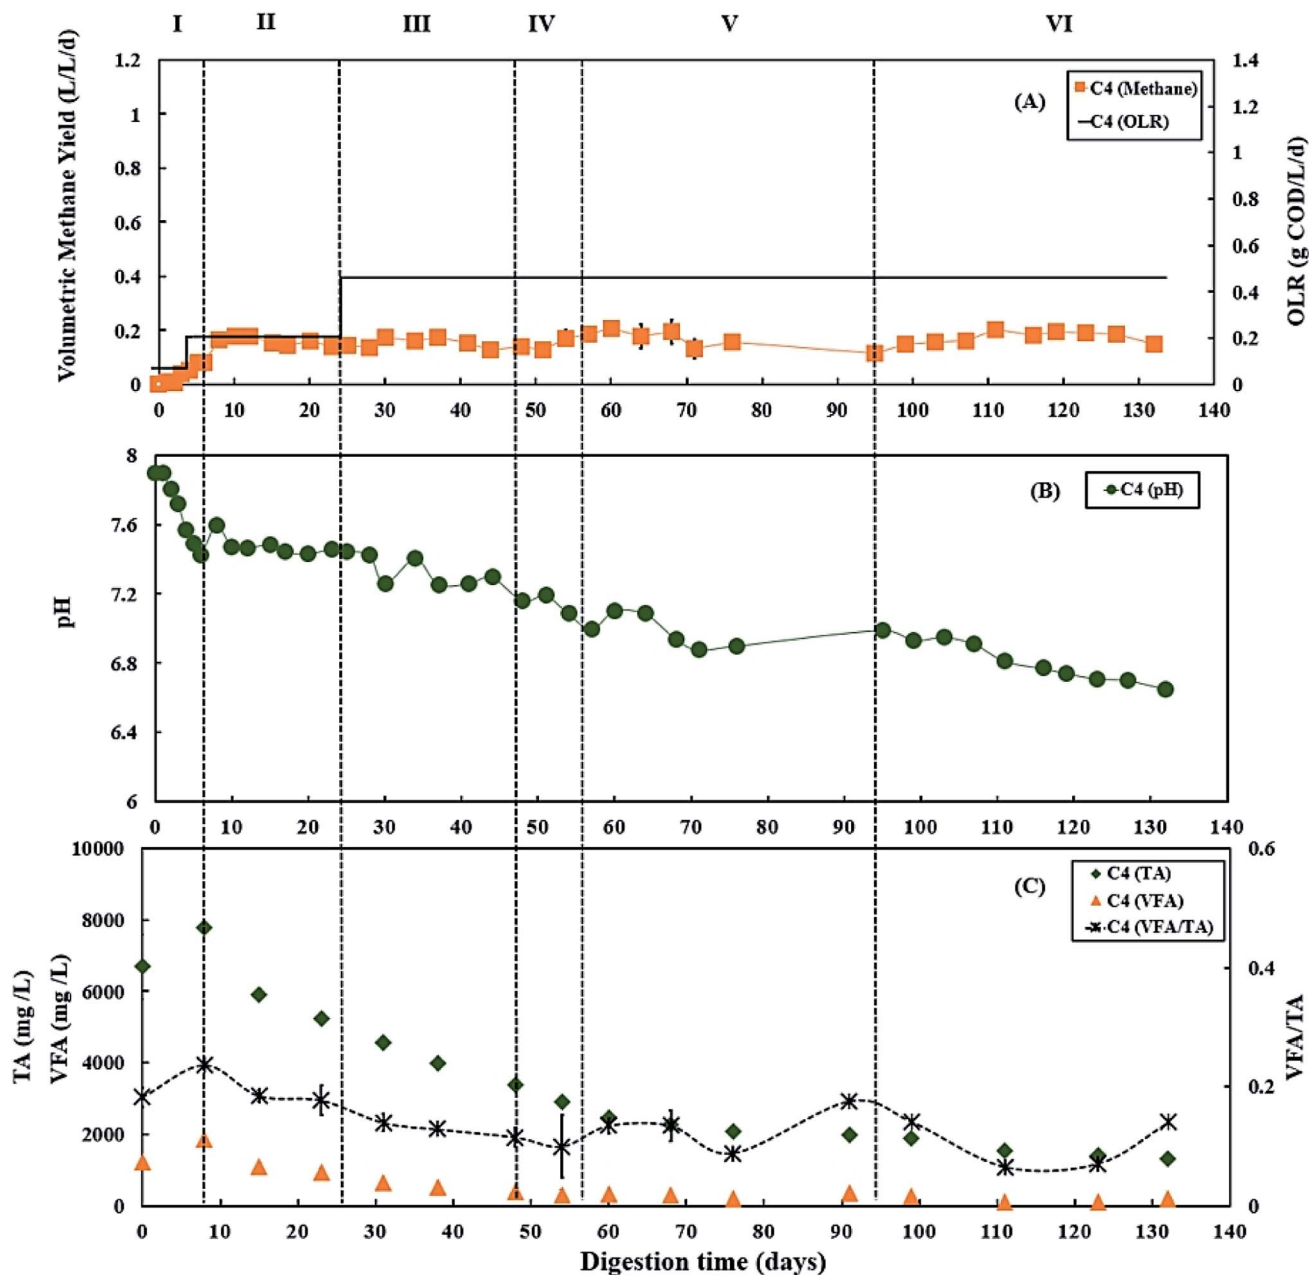 I II III IV V VI
Volumetric Methane Yield (L/L/d)
1.2
1
0.8
0.6
0.4
0.2
0
(A)
C4 (Methane)
C4 (OLR)
1.4
1.2
1
0.8
0.6
0.4
0.2
0
OLR (g COD/L/d)
0 10 20 30 40 50 60 70 80 90 100 110 120 130 140
pH
8
7.6
7.2
6.8
6.4
6
(B)
C4 (pH)
0 10 20 30 40 50 60 70 80 90 100 110 120 130 140
TA (mg /L)
VFA (mg /L)
10000
8000
6000
4000
2000
0
(C)
C4 (TA)
C4 (VFA)
C4 (VFA/TA)
0.6
0.4
0.2
0
VFA/TA
0 10 20 30 40 50 60 70 80 90 100 110 120 130 140
Digestion time (days)